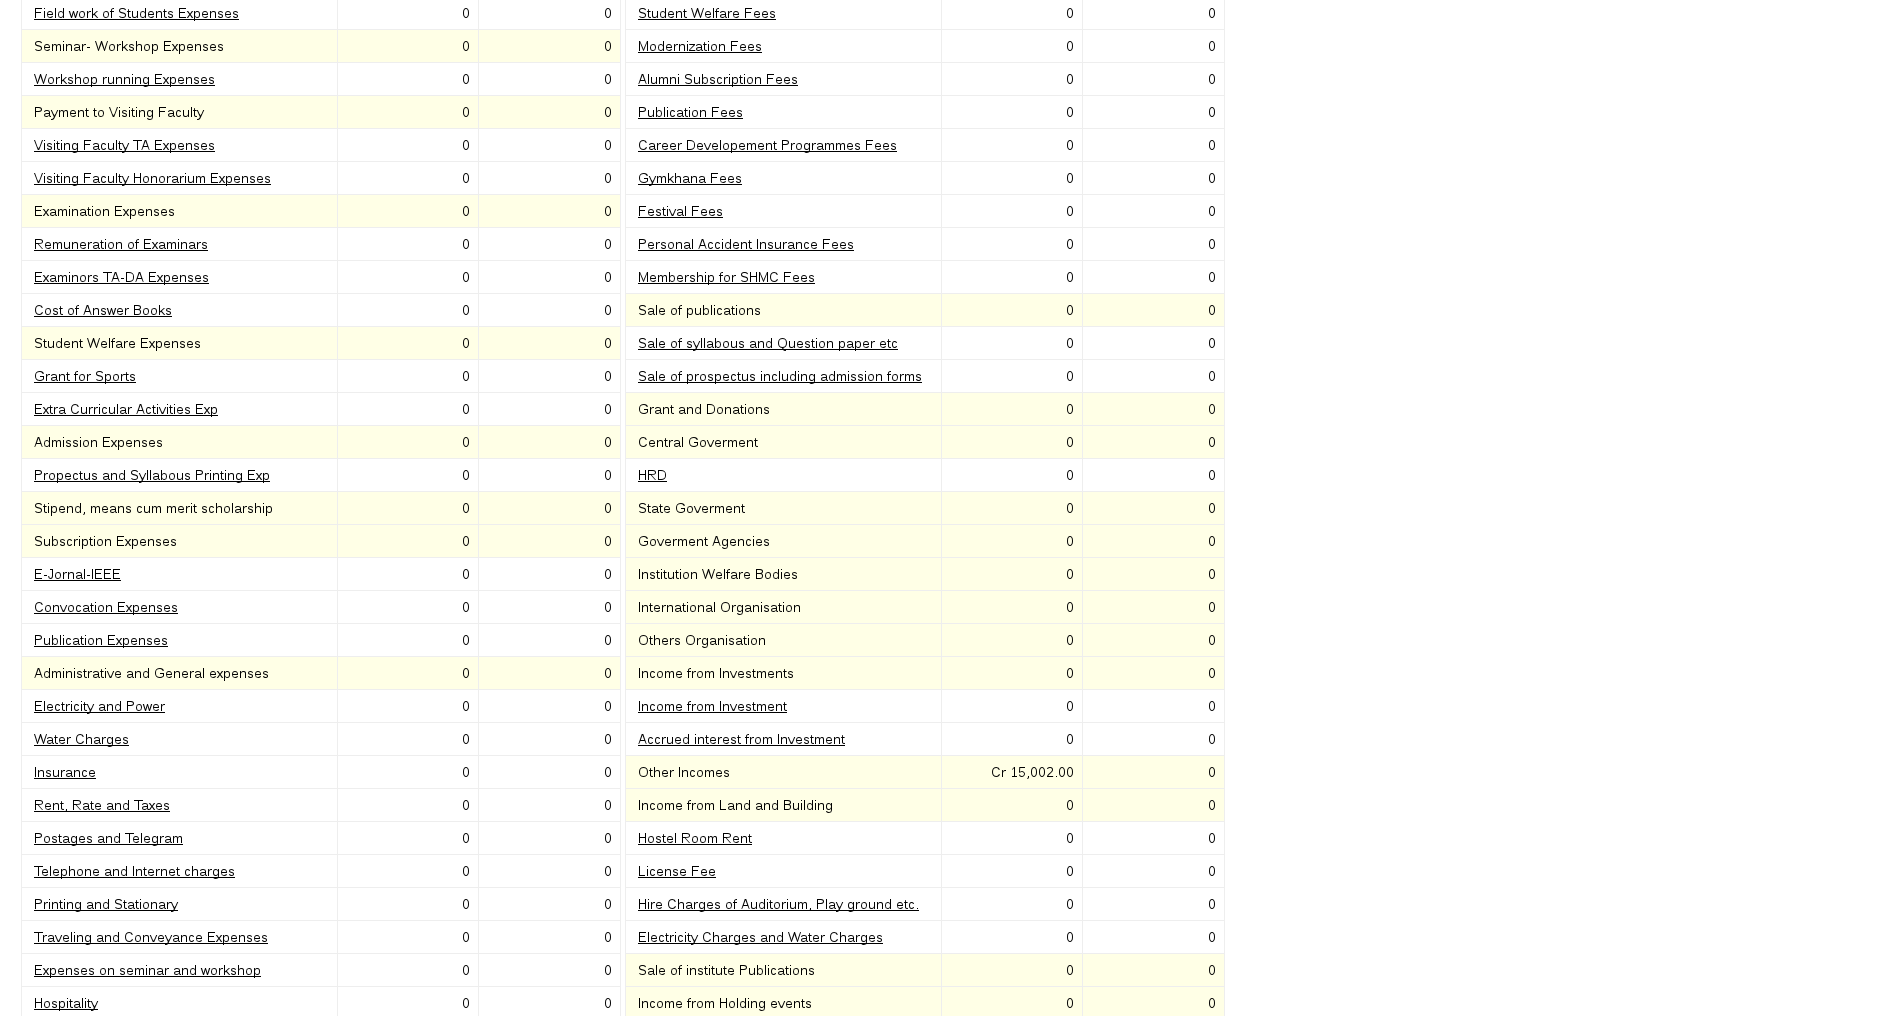 Field work of Students Expenses 0 0 Student Welfare Fees 0 0
Seminar- Workshop Expenses 0 0 Modernization Fees 0 0
Workshop running Expenses 0 0 Alumni Subscription Fees 0 0
Payment to Visiting Faculty 0 0 Publication Fees 0 0
Visiting Faculty TA Expenses 0 0 Career Developement Programmes Fees 0 0
Visiting Faculty Honorarium Expenses 0 0 Gymkhana Fees 0 0
Examination Expenses 0 0 Festival Fees 0 0
Remuneration of Examinars 0 0 Personal Accident Insurance Fees 0 0
Examinors TA-DA Expenses 0 0 Membership for SHMC Fees 0 0
Cost of Answer Books 0 0 Sale of publications 0 0
Student Welfare Expenses 0 0 Sale of syllabous and Question paper etc 0 0
Grant for Sports 0 0 Sale of prospectus including admission forms 0 0
Extra Curricular Activities Exp 0 0 Grant and Donations 0 0
Admission Expenses 0 0 Central Goverment 0 0
Propectus and Syllabous Printing Exp 0 0 HRD 0 0
Stipend, means cum merit scholarship 0 0 State Goverment 0 0
Subscription Expenses 0 0 Goverment Agencies 0 0
E-Jornal-IEEE 0 0 Institution Welfare Bodies 0 0
Convocation Expenses 0 0 International Organisation 0 0
Publication Expenses 0 0 Others Organisation 0 0
Administrative and General expenses 0 0 Income from Investments 0 0
Electricity and Power 0 0 Income from Investment 0 0
Water Charges 0 0 Accrued interest from Investment 0 0
Insurance 0 0 Other Incomes Cr 15,002.00 0
Rent, Rate and Taxes 0 0 Income from Land and Building 0 0
Postages and Telegram 0 0 Hostel Room Rent 0 0
Telephone and Internet charges 0 0 License Fee 0 0
Printing and Stationary 0 0 Hire Charges of Auditorium, Play ground etc. 0 0
Traveling and Conveyance Expenses 0 0 Electricity Charges and Water Charges 0 0
Expenses on seminar and workshop 0 0 Sale of institute Publications 0 0
Hospitality 0 0 Income from Holding events 0 0